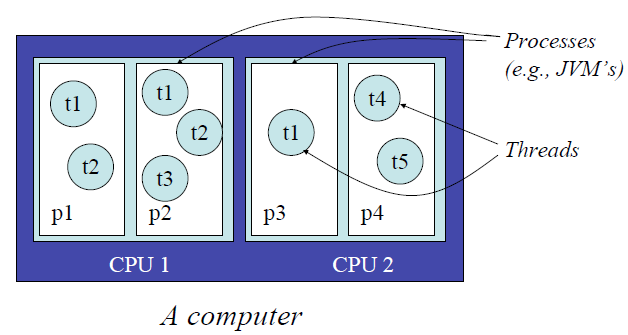 Processes
(e.g., JVM's)
t1
t2
p1
t1
t2
t3
p2
t1
p3
t4
t5
p4
Threads
CPU 1
CPU 2
A computer